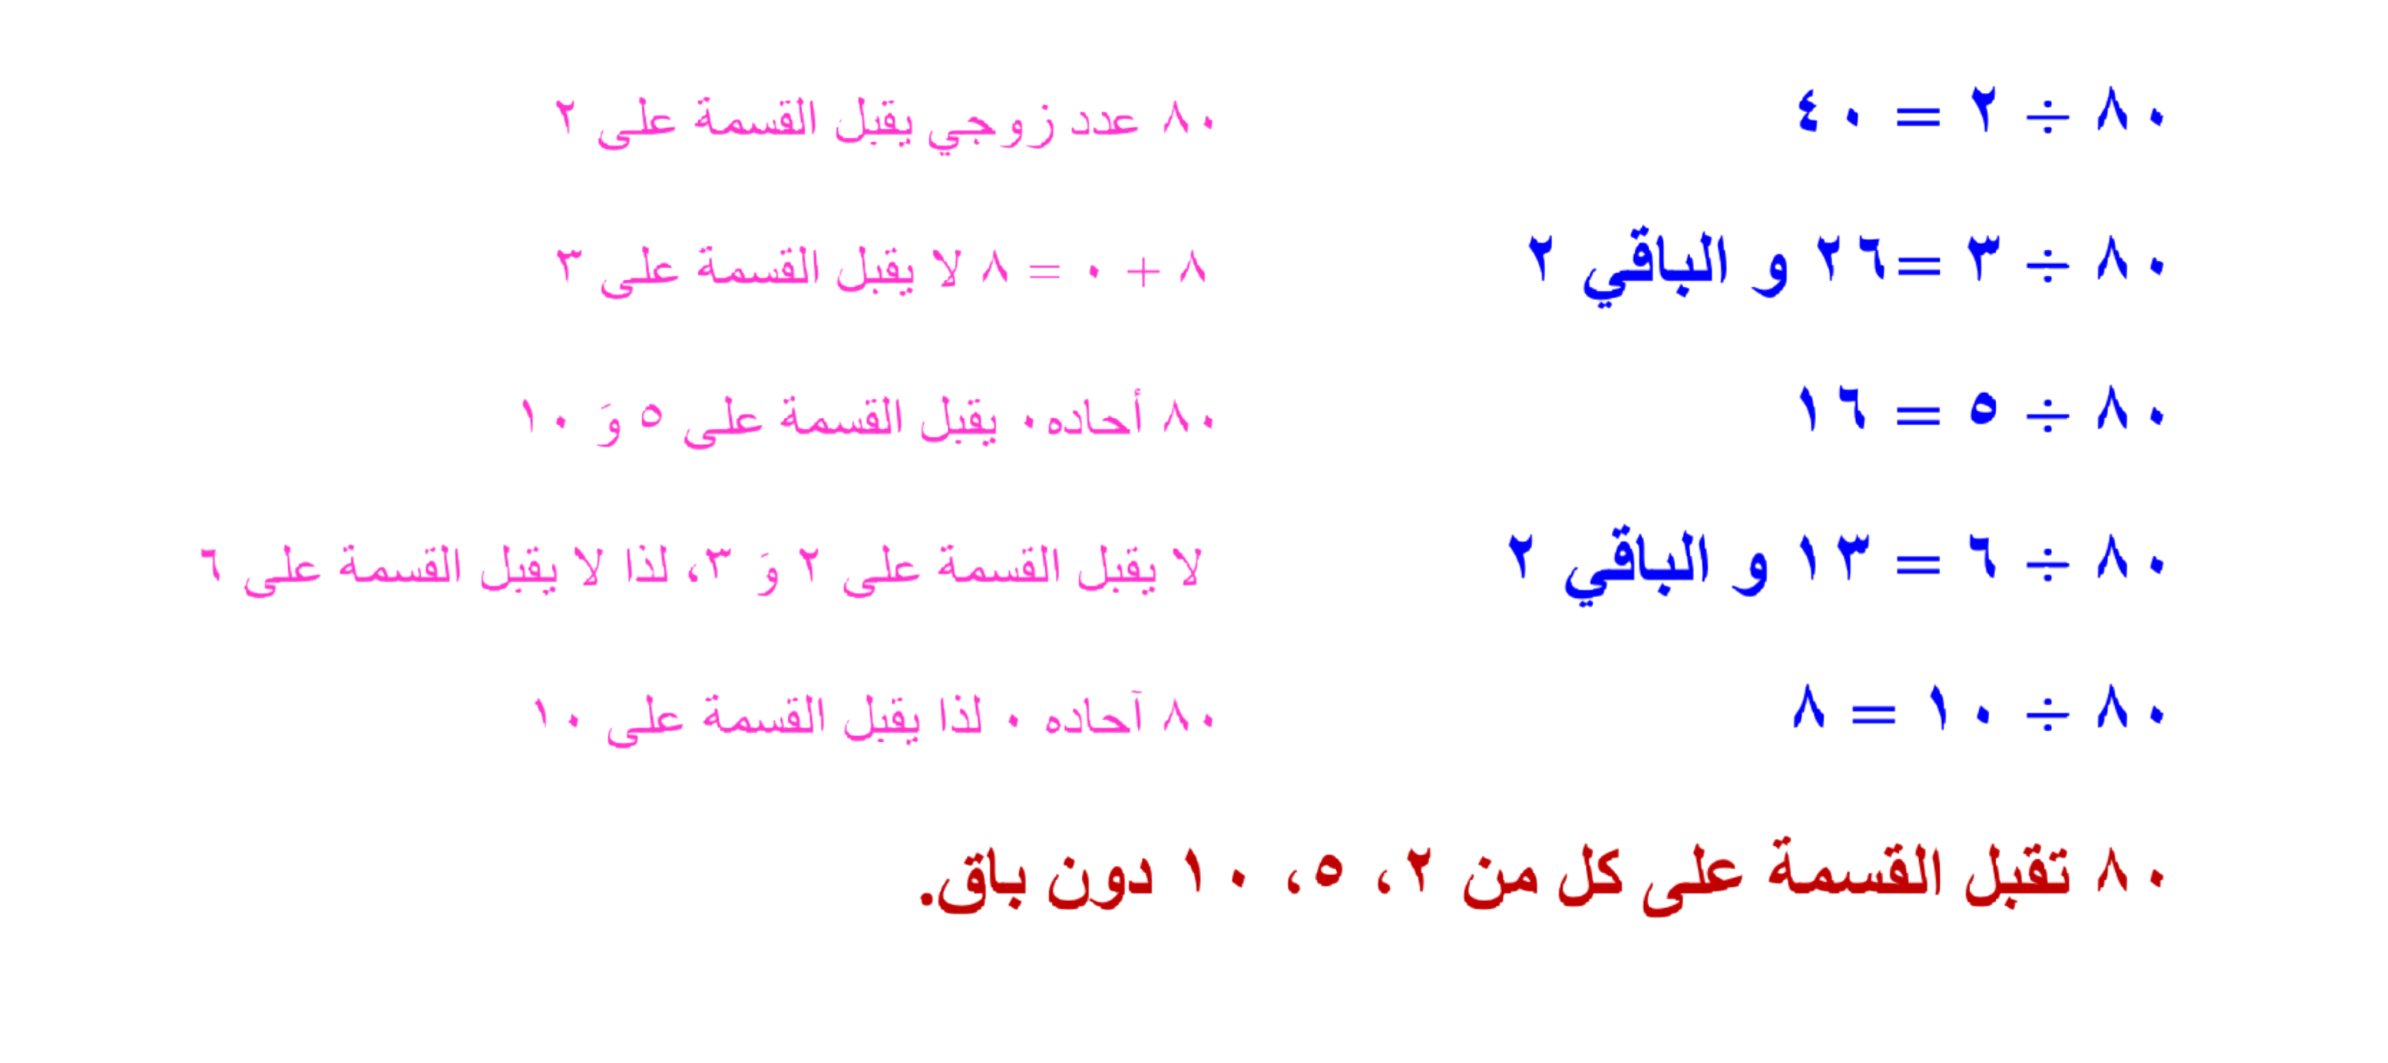 ٨٠ ÷ ٢ = ٤٠ ٨٠ عدد زوجي يقبل القسمة على ٢
٨٠ ÷ ٣ =٢٦ و الباقي ٢ ٨ + ٠ = ٨ لا يقبل القسمة على ٣
٨٠ ÷ ٥ = ١٦ ٨٠ أحاده٠ يقبل القسمة على ٥ وَ ١٠
٨٠ ÷ ٦ = ١٣ و الباقي ٢ لا يقبل القسمة على ٢ وَ ٣، لذا لا يقبل القسمة على ٦
٨٠ ÷ ١٠ = ٨ ٨٠ آحاده ٠ لذا يقبل القسمة على ١٠
٨٠ تقبل القسمة على كل من ٢، ٥، ١٠ دون باق.